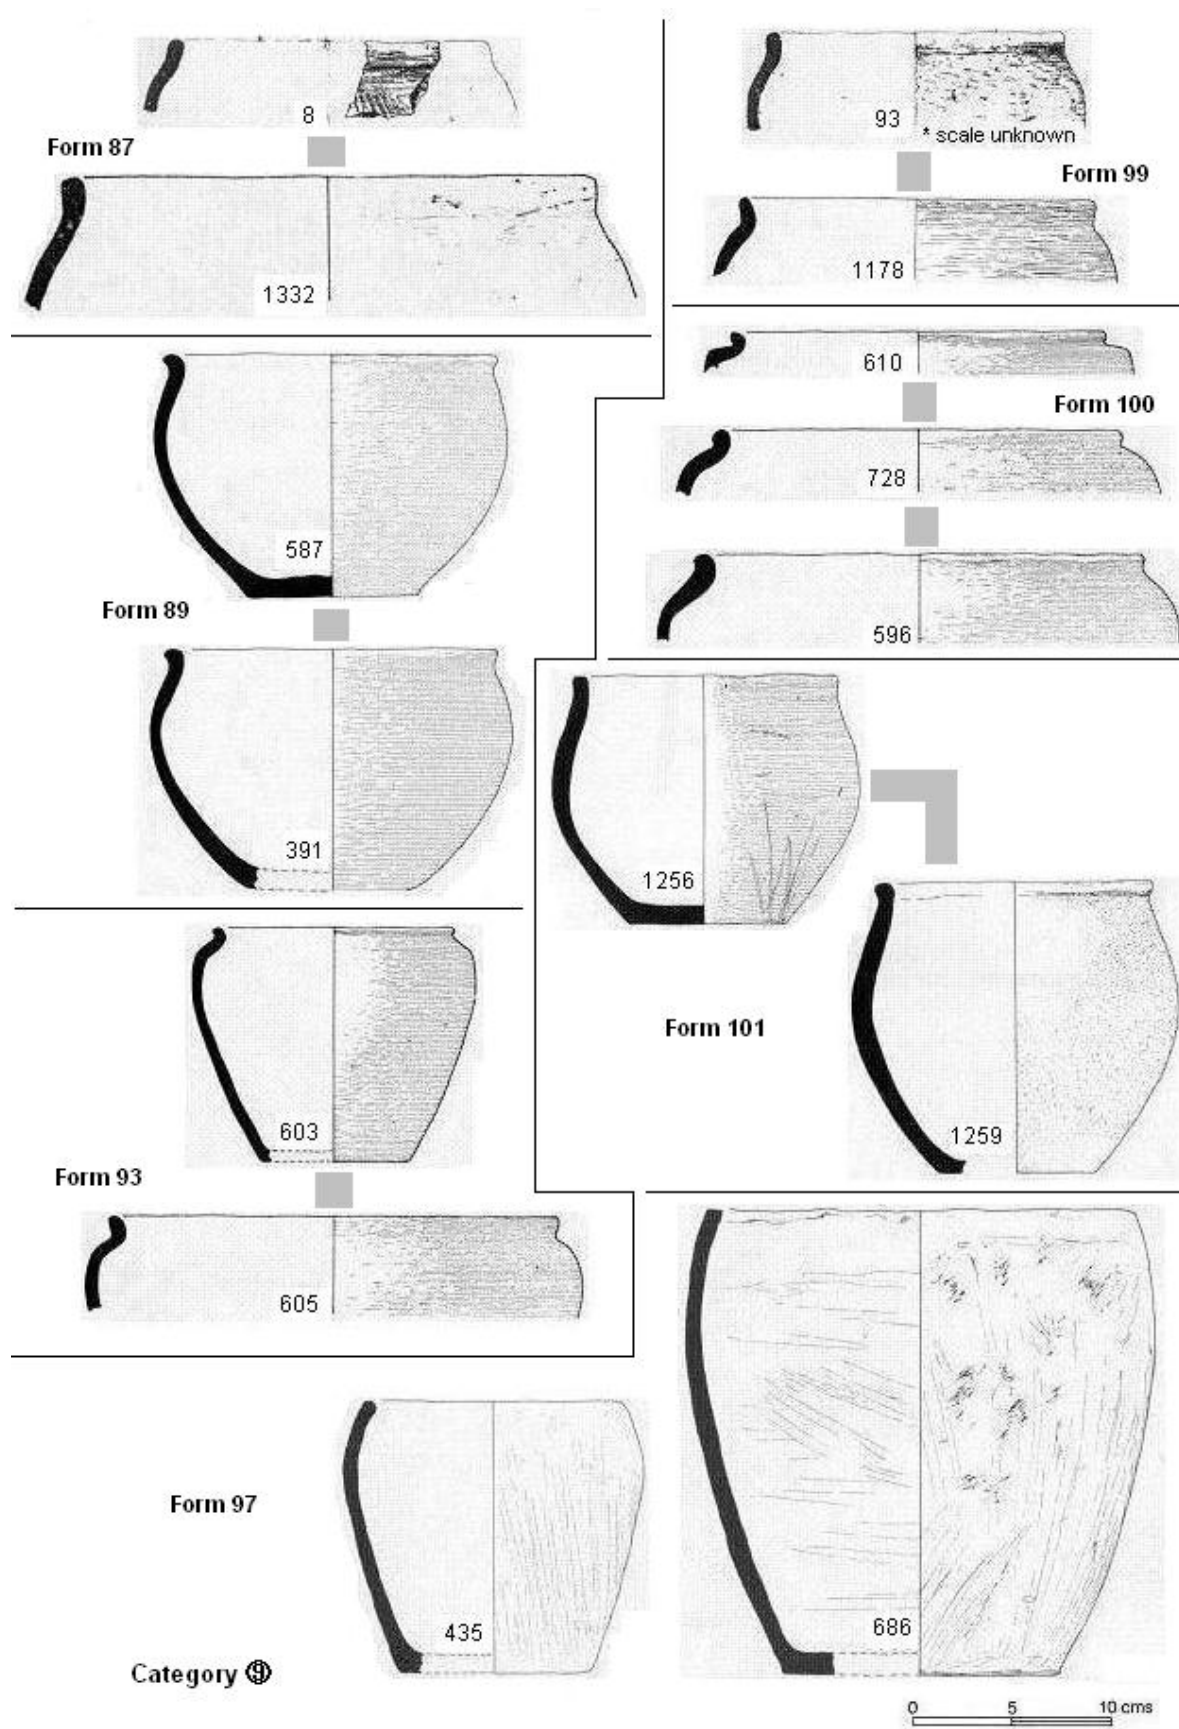 8
Form 87
1332
93
* scale unknown
Form 99
1178
610
Form 100
728
596
587
Form 89
391
1256
Form 101
1259
603
Form 93
605
Form 97
435
686
Category ⑨
0 5 10 cms